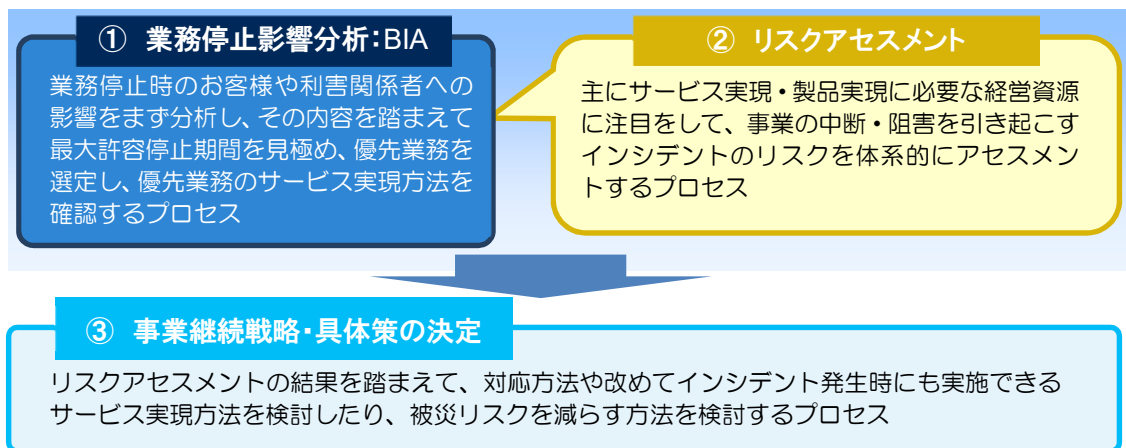 ① 業務停止影響分析：BIA
業務停止時のお客様や利害関係者への
影響をまず分析し、その内容を踏まえて
最大許容停止期間を見極め、優先業務を
選定し、優先業務のサービス実現方法を
確認するプロセス
② リスクアセスメント
主にサービス実現・製品実現に必要な経営資源
に注目をして、事業の中断・阻害を引き起こす
インシデントのリスクを体系的にアセスメン
トするプロセス
③ 事業継続戦略・具体策の決定
リスクアセスメントの結果を踏まえて、対応方法や改めてインシデント発生時にも実施できる
サービス実現方法を検討したり、被災リスクを減らす方法を検討するプロセス